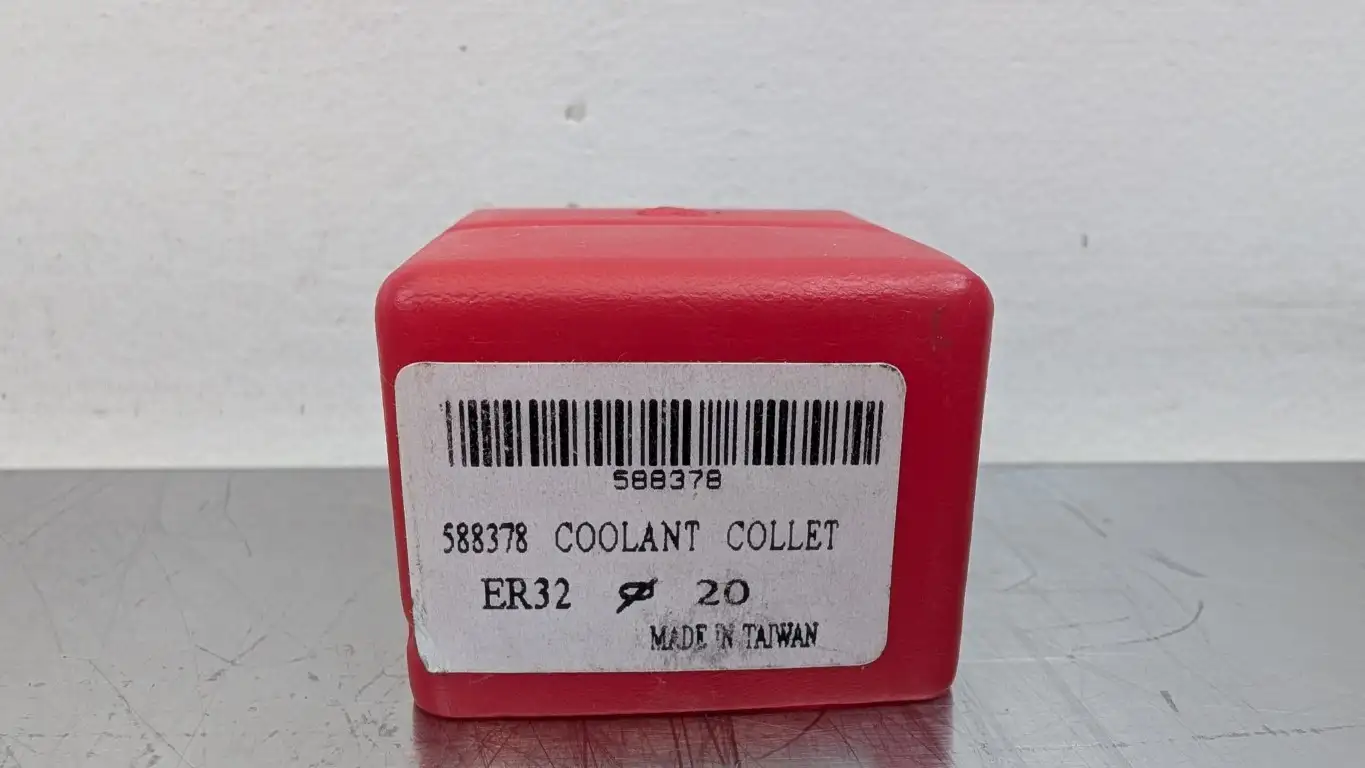 588378
588378 COOLANT COLLET
ER32 ⌀ 20
MADE IN TAIWAN